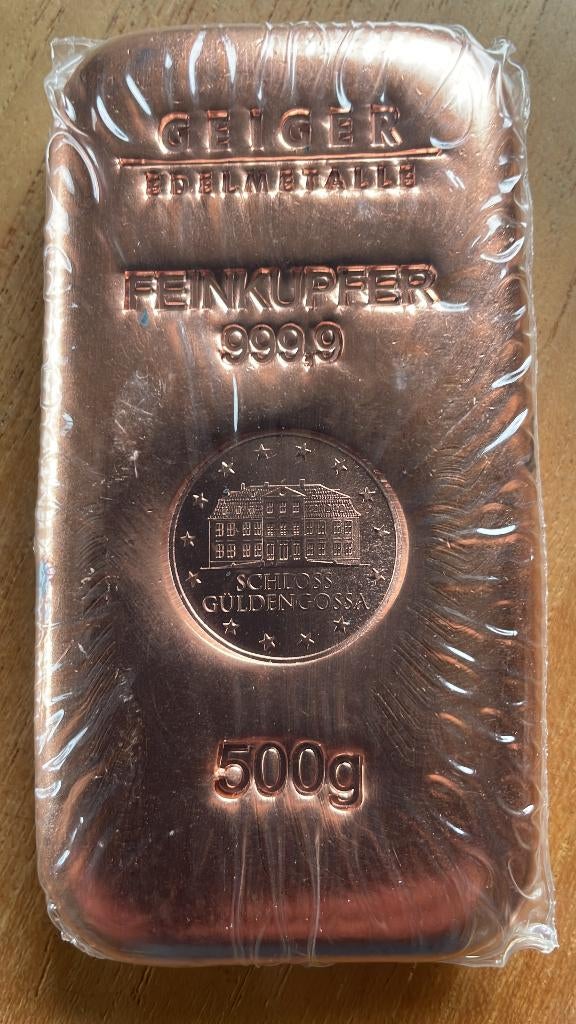 GEIGER
EDELMETALLE
FEINKUPFER
999,9
SCHLOSS
GÜLDENGOSSA
500g